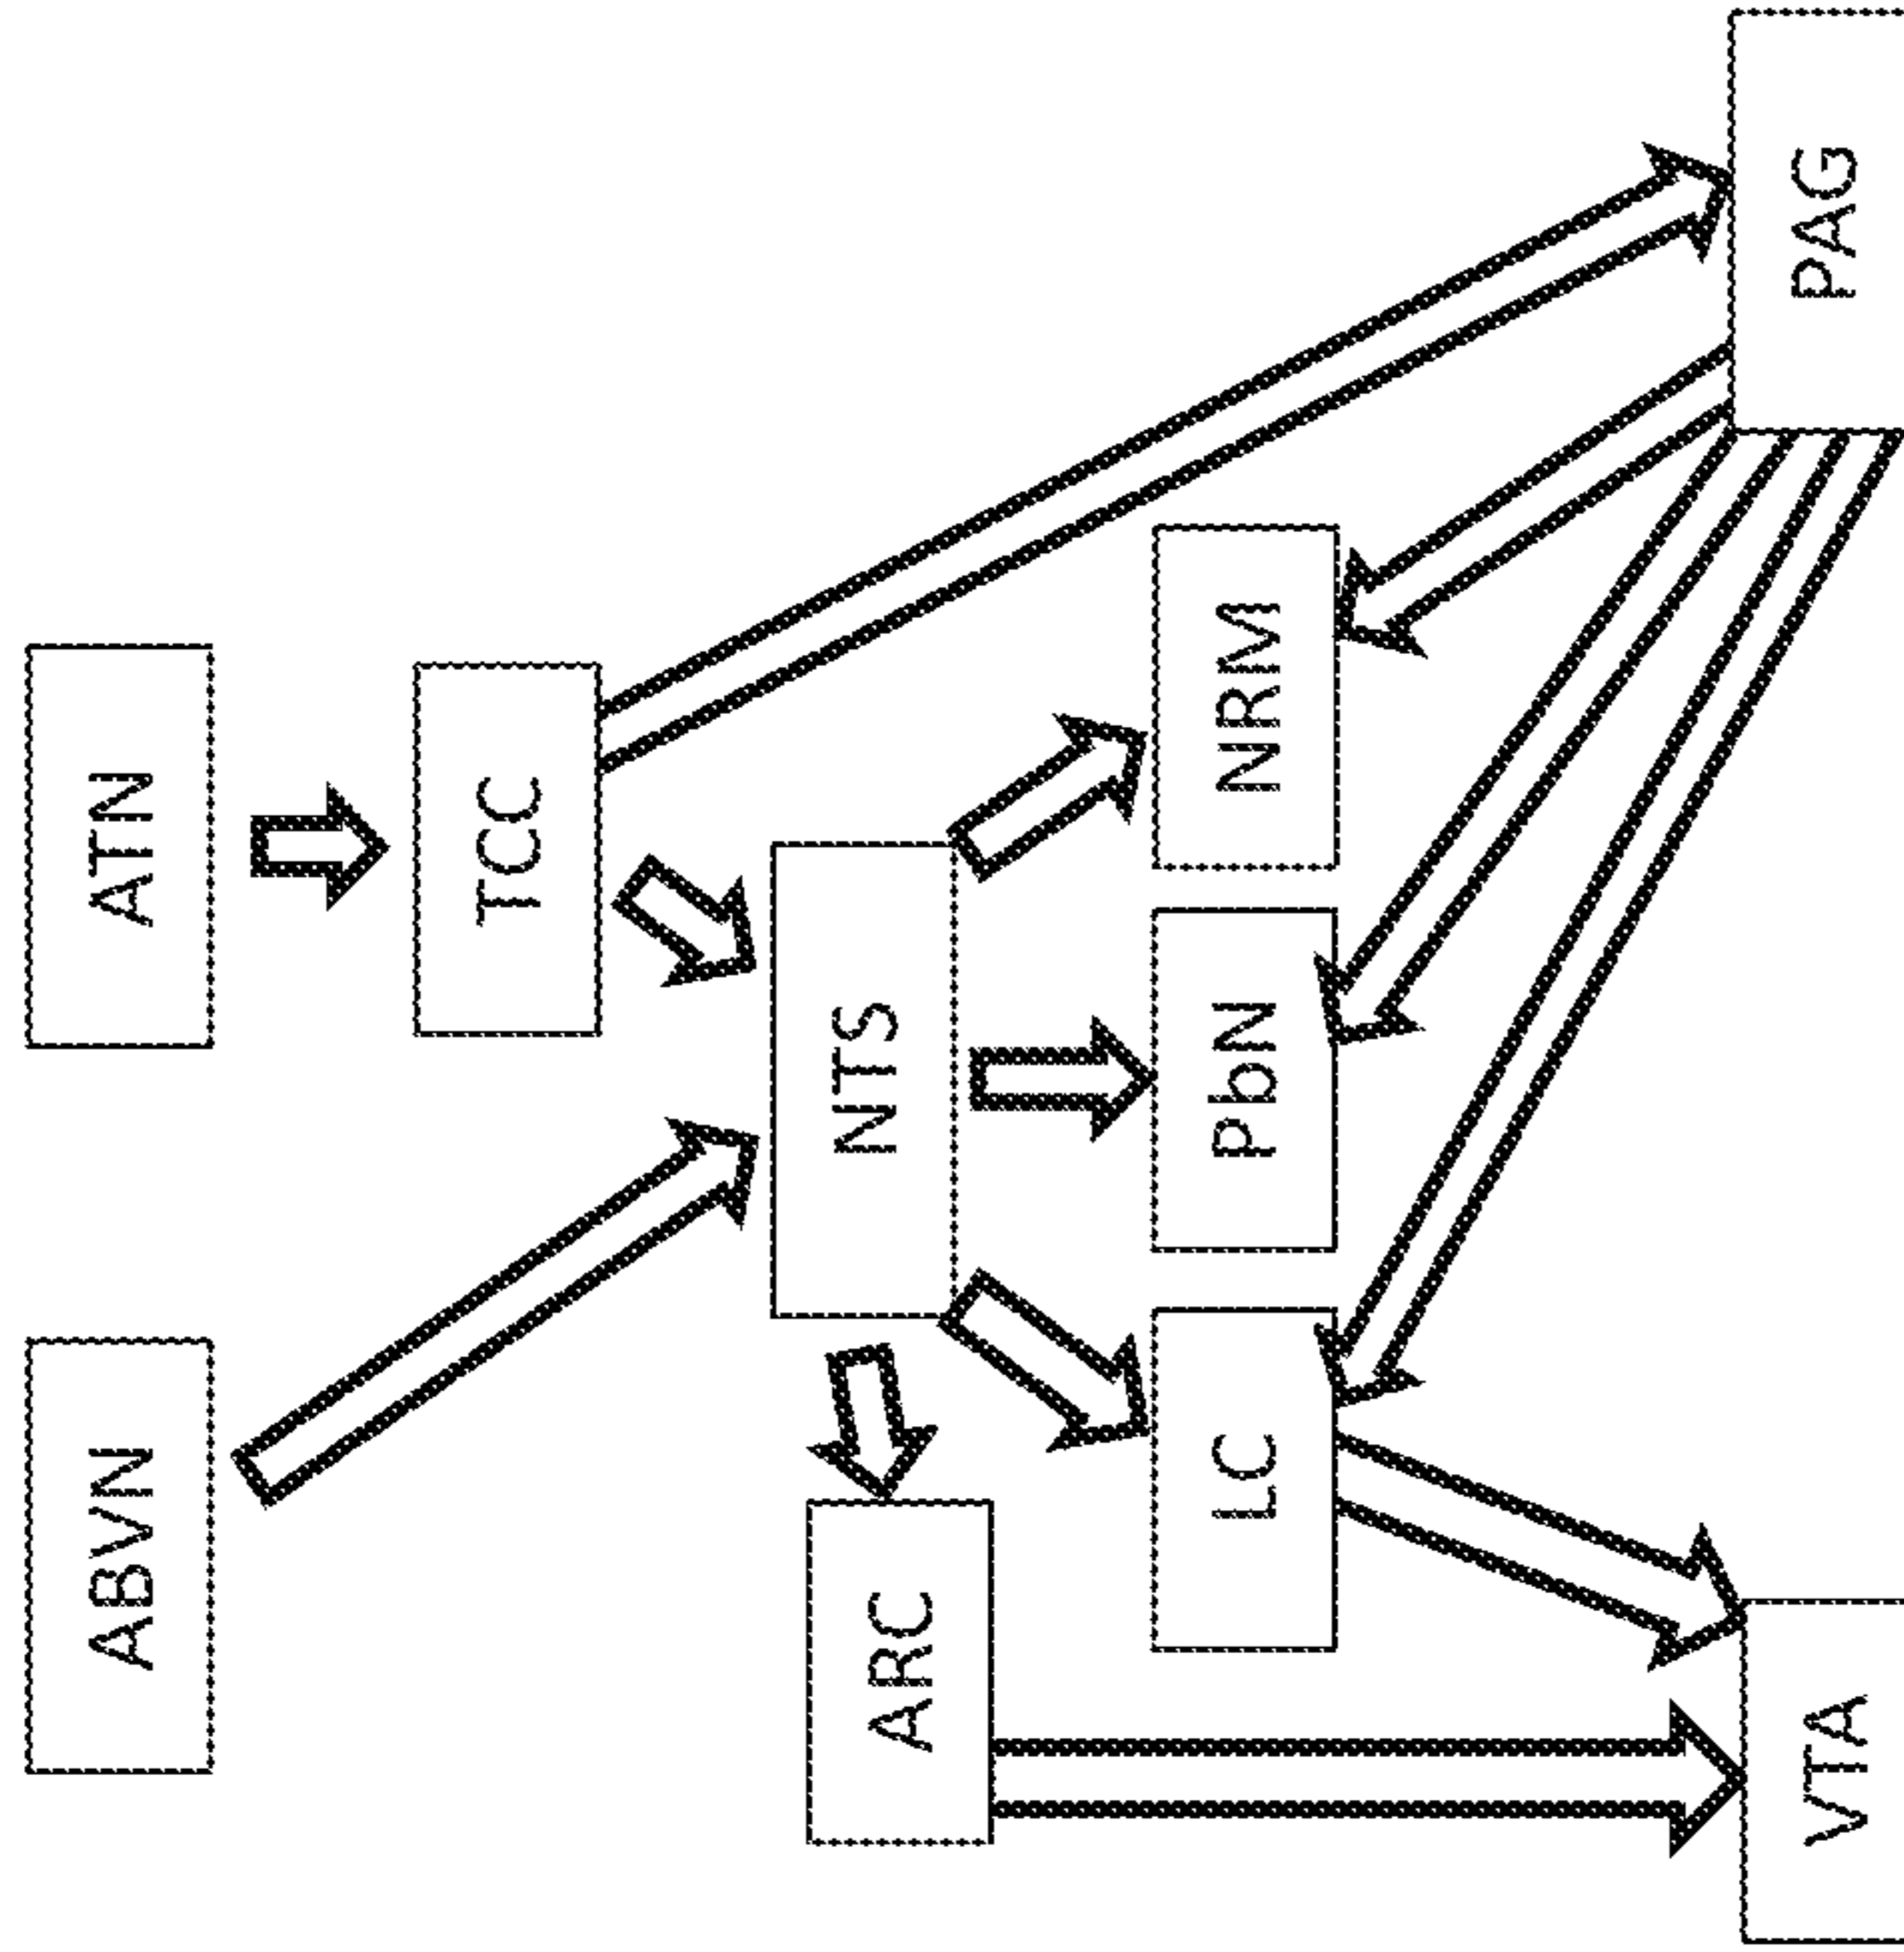 ABVN
ATN
TCC
NTS
ARC
LC
PbN
NRM
VTA
PAG